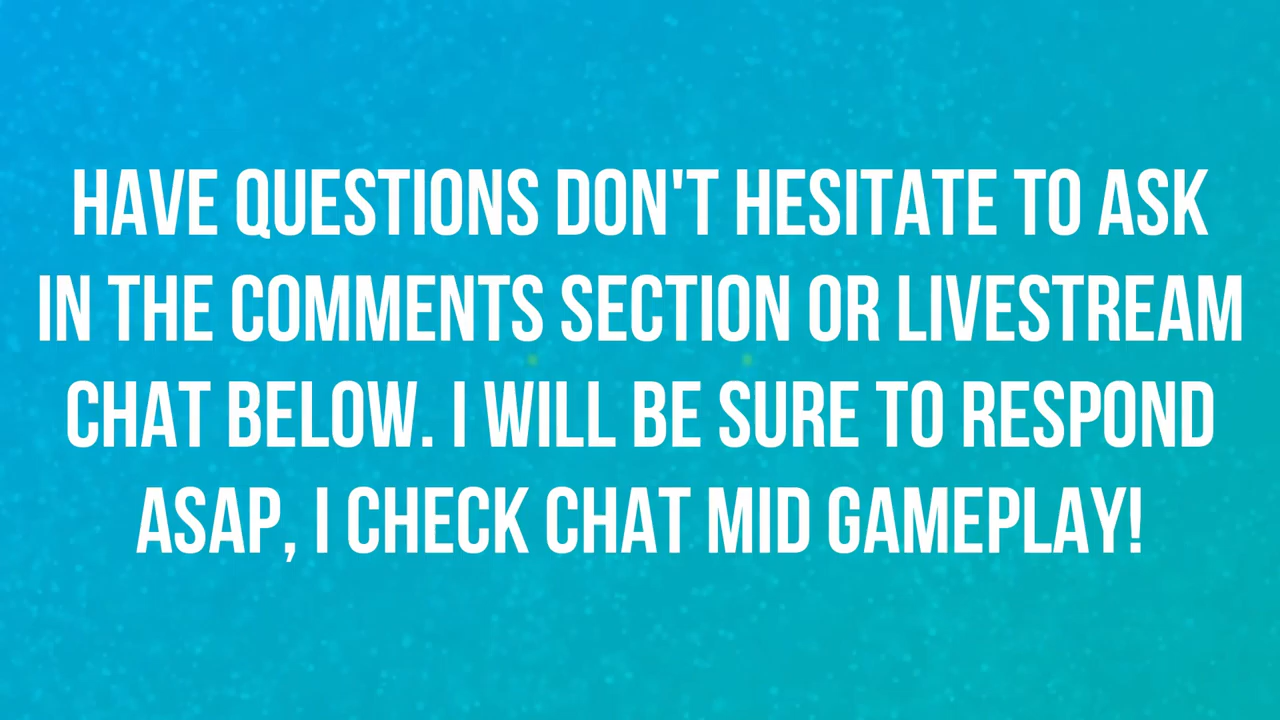 HAVE QUESTIONS DON'T HESITATE TO ASK
IN THE COMMENTS SECTION OR LIVESTREAM
CHAT BELOW. I WILL BE SURE TO RESPOND
ASAP, I CHECK CHAT MID GAMEPLAY!